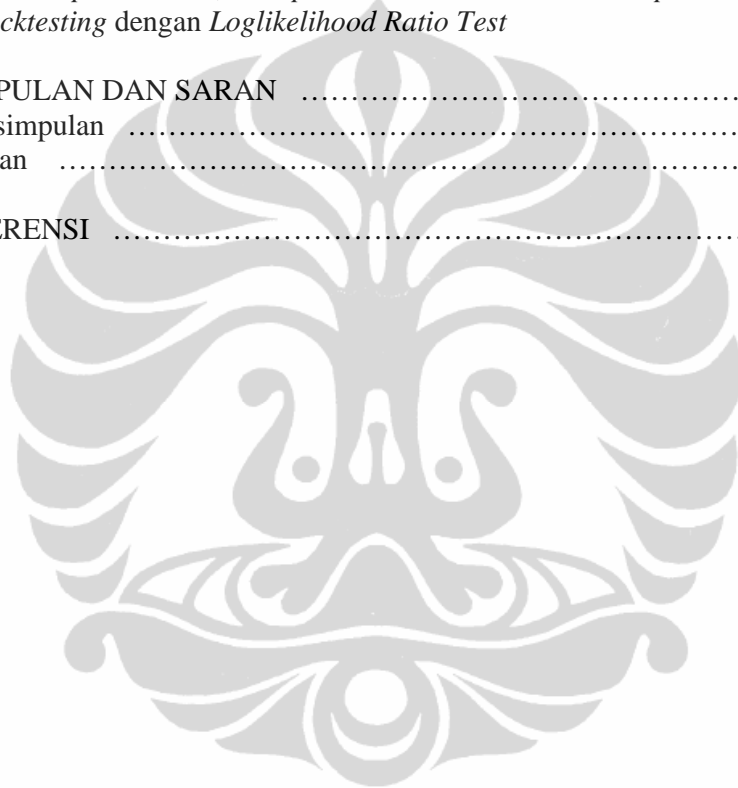 cktesting dengan Loglikelihood Ratio Test
PULAN DAN SARAN ……………………………………………
simpulan ……………………………………………………………
an ……………………………………………………………………
ERENSI ………………………………………………………………